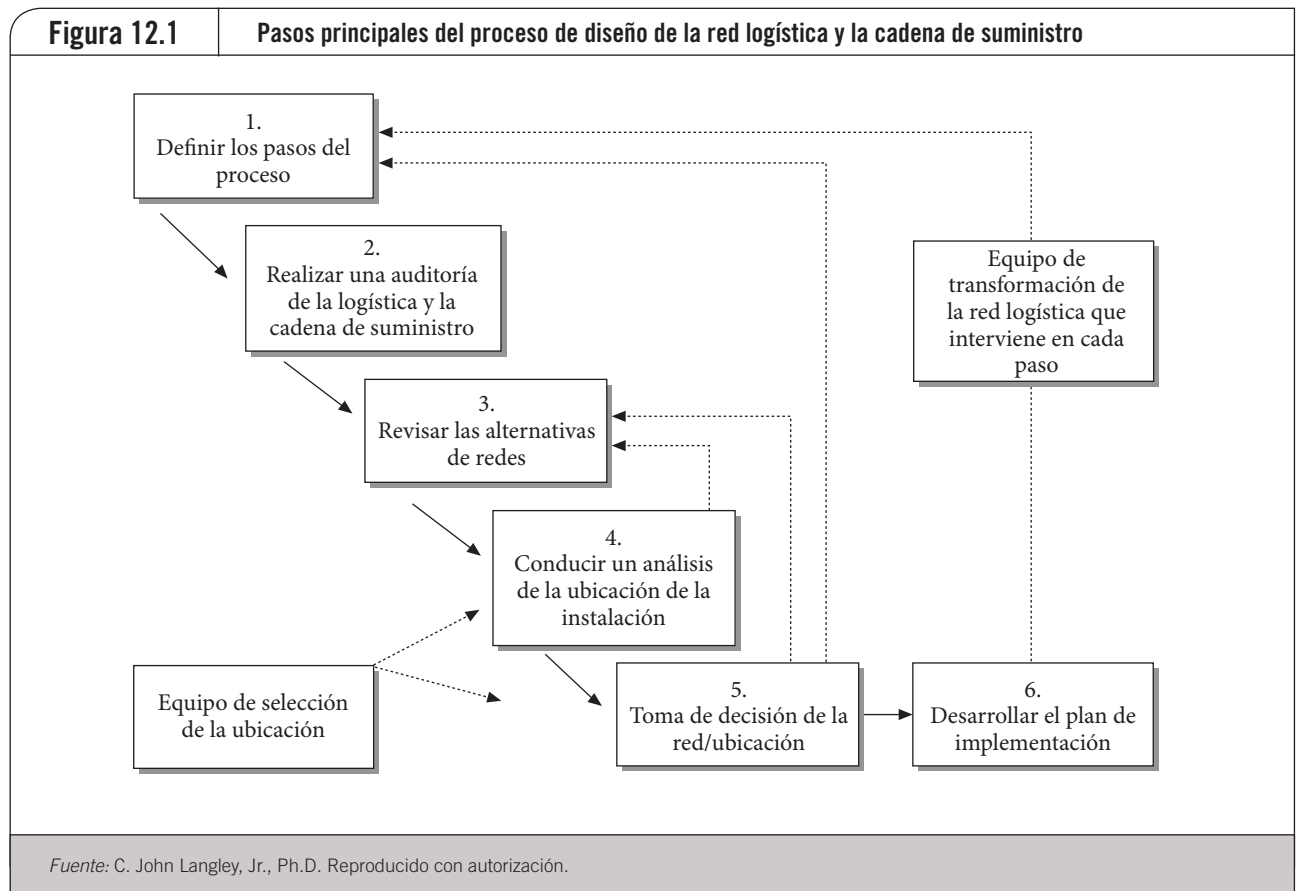 Figura 12.1
Pasos principales del proceso de diseño de la red logística y la cadena de suministro
1.
Definir los pasos del
proceso
2.
Realizar una auditoría
de la logística y la
cadena de suministro
Equipo de
transformación de
la red logística que
interviene en cada
paso
3.
Revisar las alternativas
de redes
4.
Conducir un análisis
de la ubicación de la
instalación
Equipo de selección
de la ubicación
5.
Toma de decisión de la
red/ubicación
6.
Desarrollar el plan de
implementación
Fuente: C. John Langley, Jr., Ph.D. Reproducido con autorización.